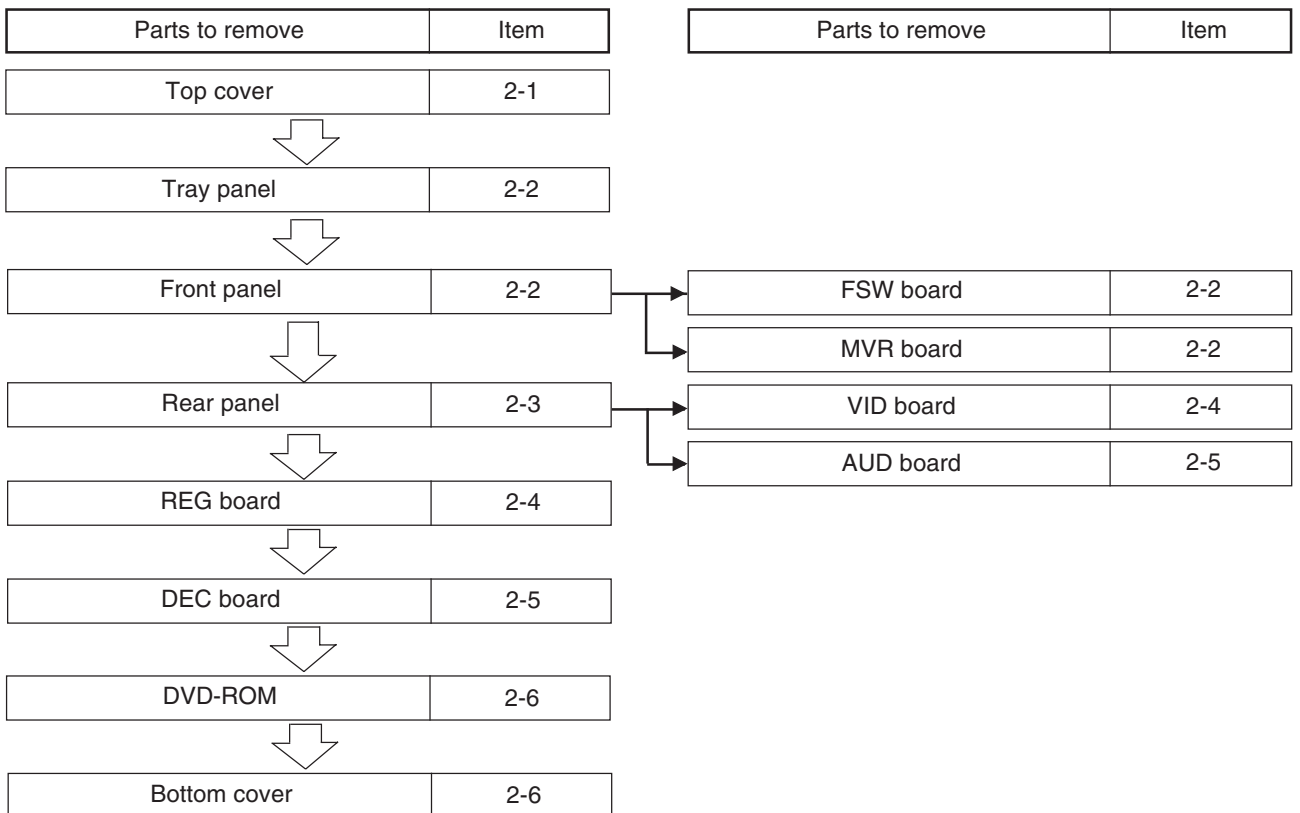 Parts to remove Item Parts to remove Item
Top cover 2-1
Tray panel 2-2
Front panel 2-2 FSW board 2-2
MVR board 2-2
Rear panel 2-3 VID board 2-4
AUD board 2-5
REG board 2-4
DEC board 2-5
DVD-ROM 2-6
Bottom cover 2-6